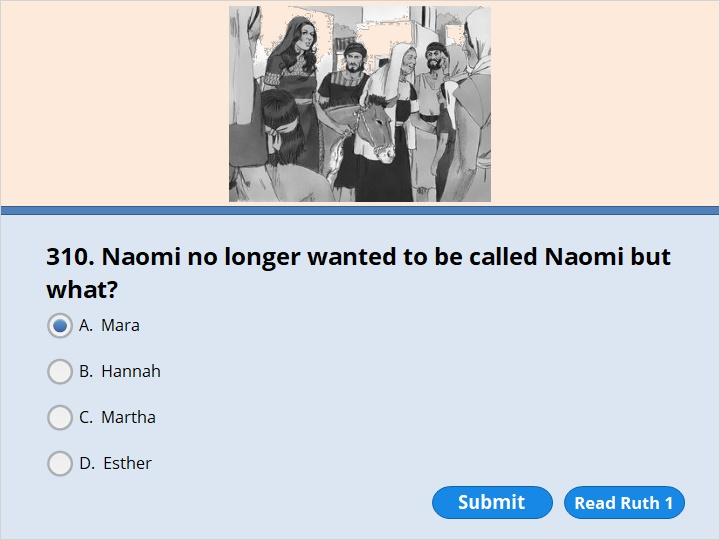 310. Naomi no longer wanted to be called Naomi but
what?
A. Mara
B. Hannah
C. Martha
D. Esther
Submit
Read Ruth 1